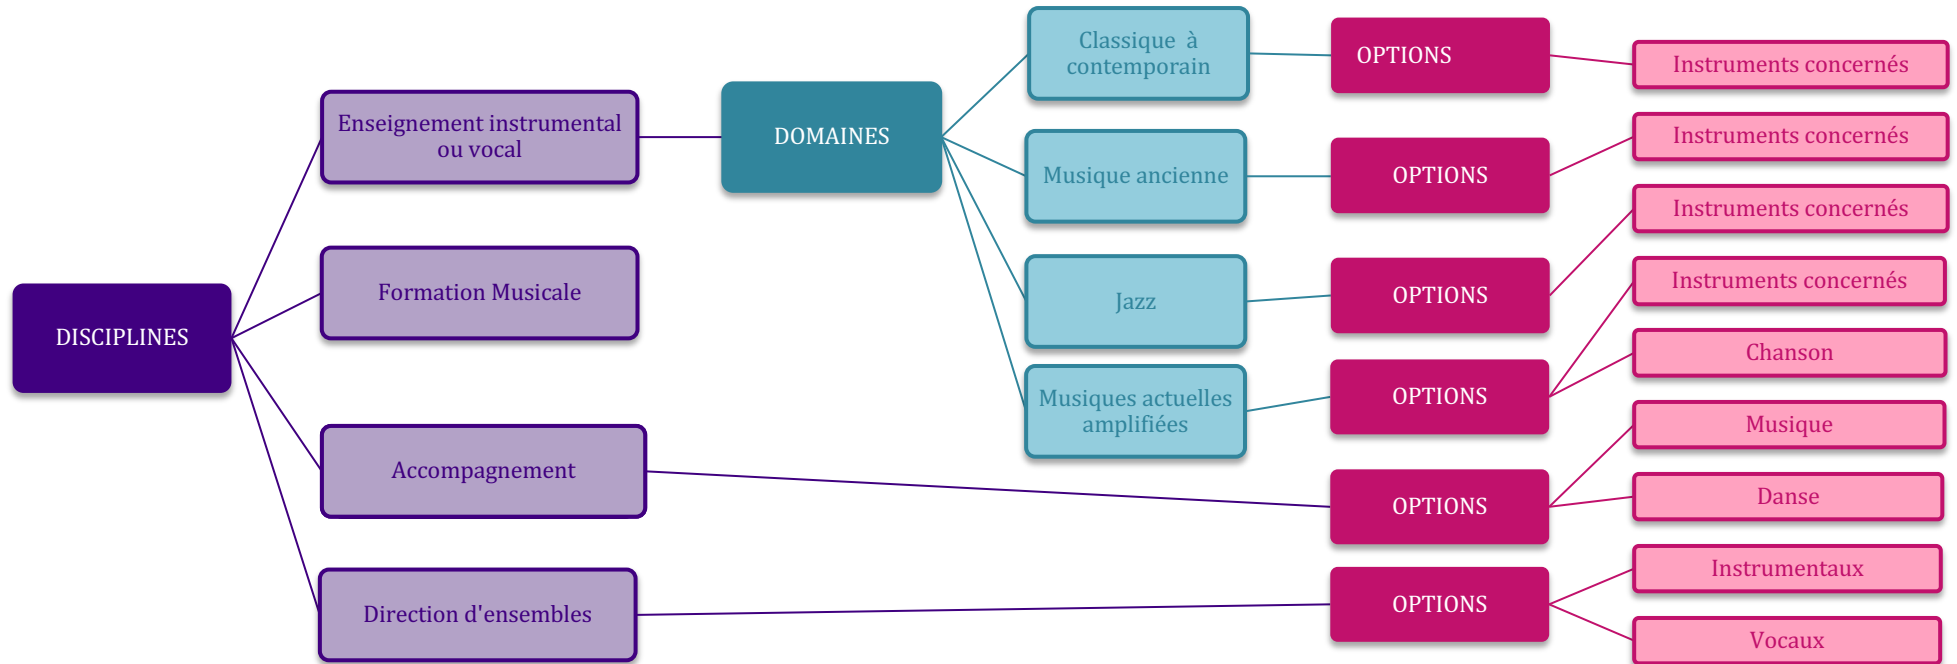 DISCIPLINES
Enseignement instrumental
ou vocal
Formation Musicale
Accompagnement
Direction d'ensembles
DOMAINES
Classique à
contemporain
Musique ancienne
Jazz
Musiques actuelles
amplifiées
OPTIONS
OPTIONS
OPTIONS
OPTIONS
OPTIONS
OPTIONS
Instruments concernés
Instruments concernés
Instruments concernés
Instruments concernés
Chanson
Musique
Danse
Instrumentaux
Vocaux